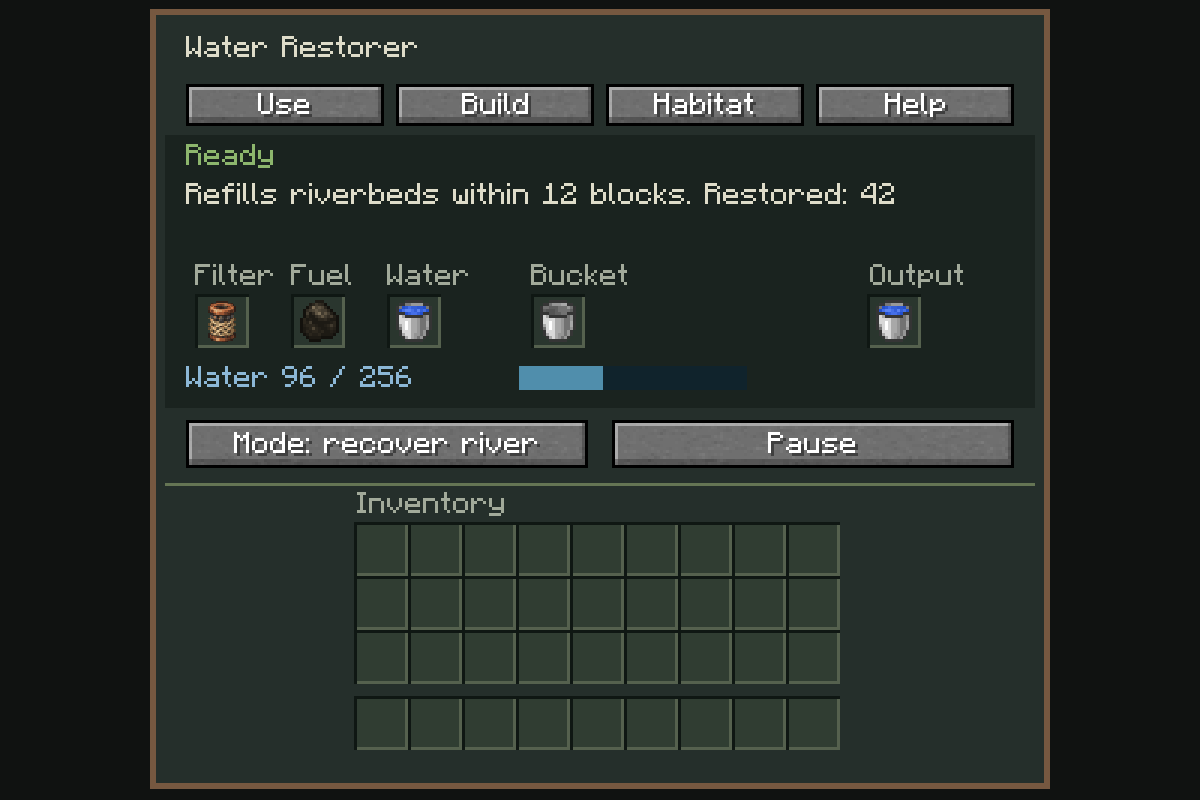 Water Restorer
Use Build Habitat Help
Ready
Refills riverbeds within 12 blocks. Restored: 42
Filter Fuel Water Bucket Output
Water 96 / 256
Mode: recover river Pause
Inventory